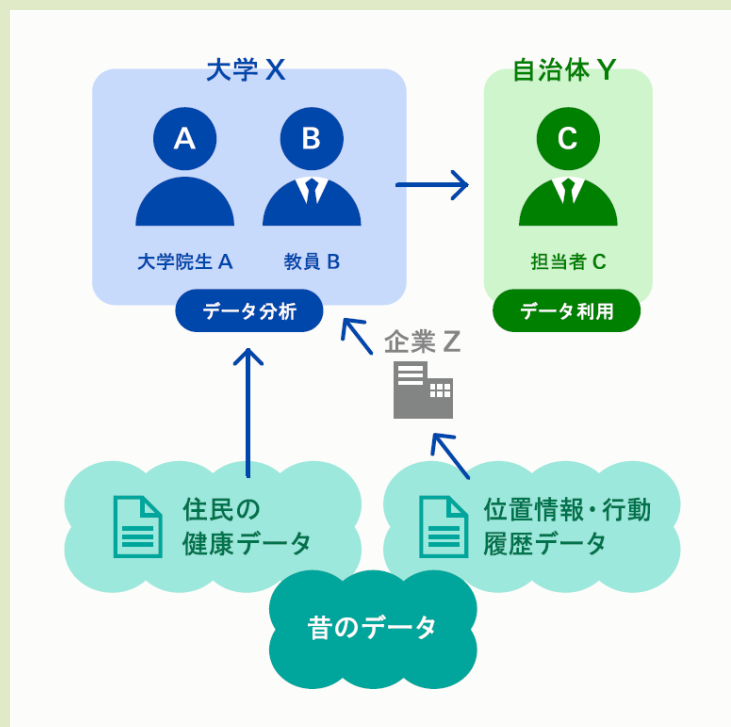 大学 X
自治体 Y
A
B
C
大学院生 A
教員 B
担当者 C
データ分析
データ利用
企業 Z
住民の
健康データ
位置情報・行動
履歴データ
昔のデータ